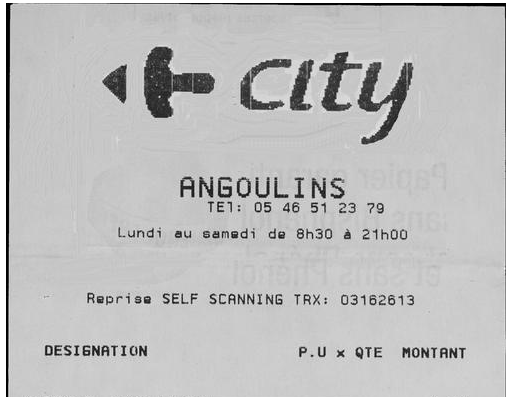 city
ANGOULINS
TEl: 05 46 51 23 79
Lundi au samedi de 8h30 à 21h00
Reprise SELF SCANNING TRX: 03162613
DESIGNATION P.U x QTE MONTANT